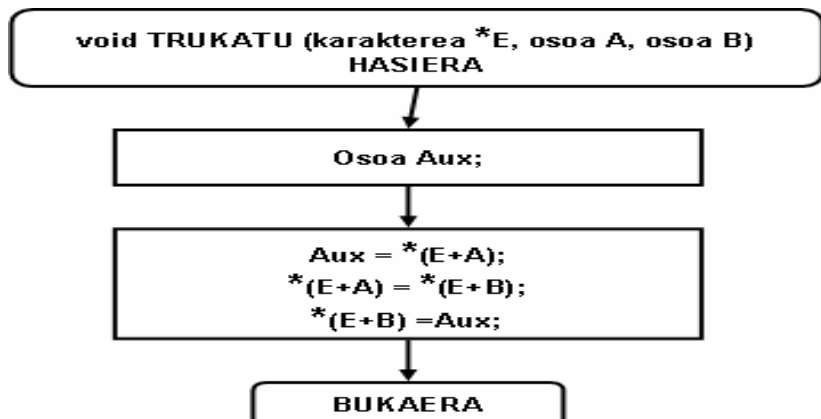 void TRUKATU (karakterea *E, osoa A, osoa B)
HASIERA
Osoa Aux;
Aux = *(E+A);
*(E+A) = *(E+B);
*(E+B) =Aux;
BUKAERA